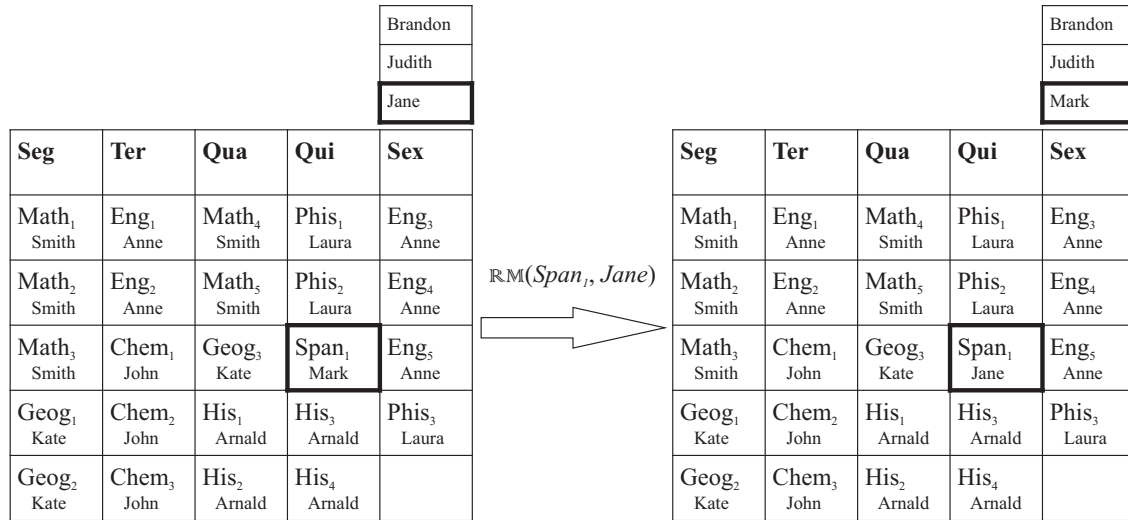 Brandon
Judith
Jane
Seg Ter Qua Qui Sex
Math₁ Eng₁ Math₄ Phis₁ Eng₃
Smith Anne Smith Laura Anne
Math₂ Eng₂ Math₅ Phis₂ Eng₄
Smith Anne Smith Laura Anne
Math₃ Chem₁ Geog₃ Span₁ Eng₅
Smith John Kate Mark Anne
Geog₁ Chem₂ His₁ His₃ Phis₃
Kate John Arnald Arnald Laura
Geog₂ Chem₃ His₂ His₄
Kate John Arnald Arnald
ℝ𝕄(Span₁, Jane)
Brandon
Judith
Mark
Seg Ter Qua Qui Sex
Math₁ Eng₁ Math₄ Phis₁ Eng₃
Smith Anne Smith Laura Anne
Math₂ Eng₂ Math₅ Phis₂ Eng₄
Smith Anne Smith Laura Anne
Math₃ Chem₁ Geog₃ Span₁ Eng₅
Smith John Kate Jane Anne
Geog₁ Chem₂ His₁ His₃ Phis₃
Kate John Arnald Arnald Laura
Geog₂ Chem₃ His₂ His₄
Kate John Arnald Arnald